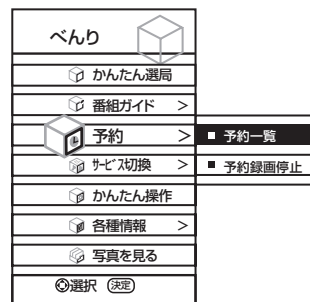 べんり
かんたん選局
番組ガイド >
予約 >
■ 予約一覧
■ 予約録画停止
サービス切換 >
かんたん操作
各種情報 >
写真を見る
選択 決定